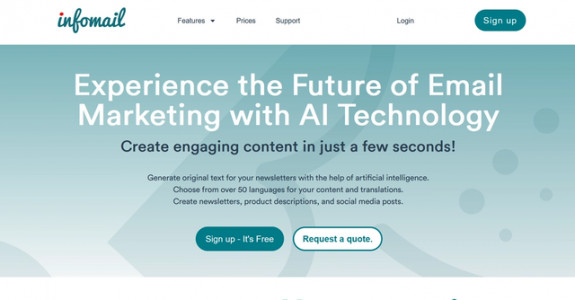 infomail
Features
Prices
Support
Login
Sign up
Experience the Future of Email
Marketing with AI Technology
Create engaging content in just a few seconds!
Generate original text for your newsletters with the help of artificial intelligence.
Choose from over 50 languages for your content and translations.
Create newsletters, product descriptions, and social media posts.
Sign up - It's Free
Request a quote.